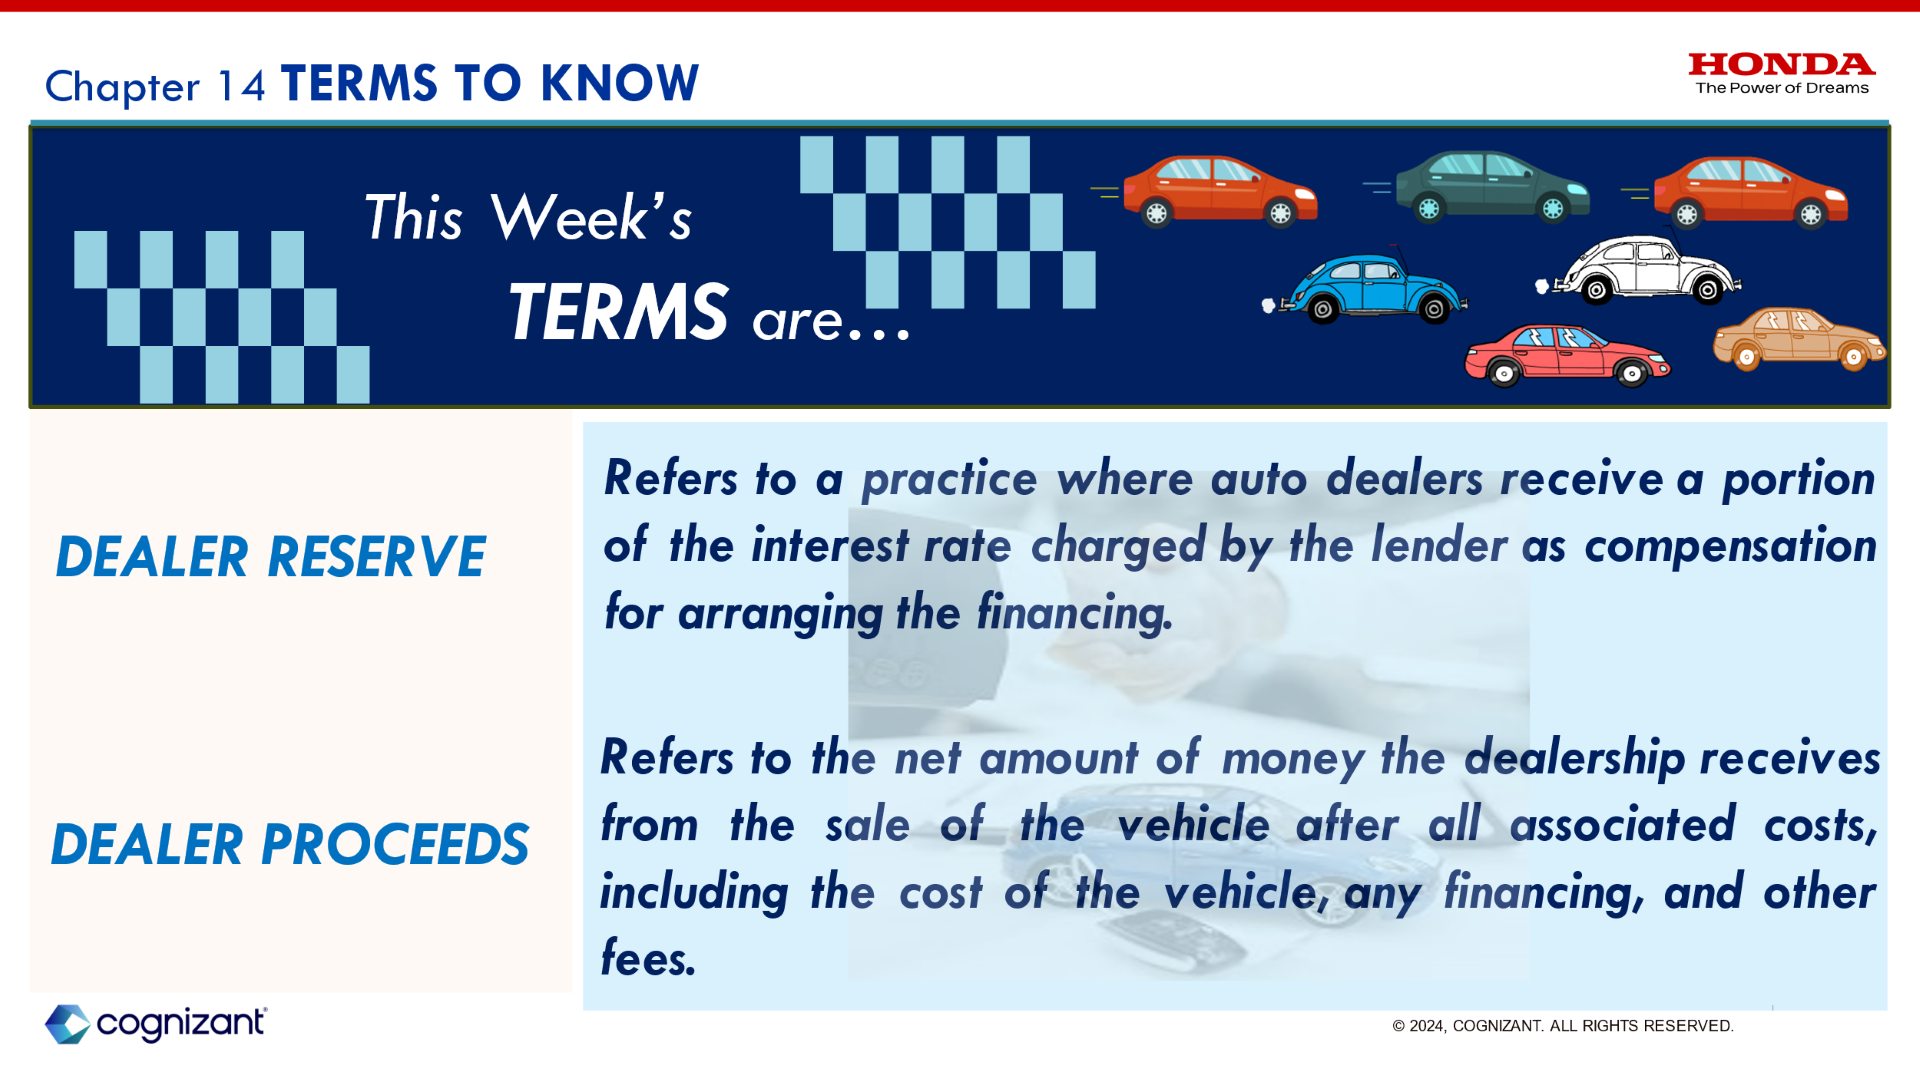 Chapter 14 TERMS TO KNOW
HONDA
The Power of Dreams
This Week's
TERMS are...
DEALER RESERVE
Refers to a practice where auto dealers receive a portion
of the interest rate charged by the lender as compensation
for arranging the financing.
DEALER PROCEEDS
Refers to the net amount of money the dealership receives
from the sale of the vehicle after all associated costs,
including the cost of the vehicle, any financing, and other
fees.
cognizant
© 2024, COGNIZANT. ALL RIGHTS RESERVED.